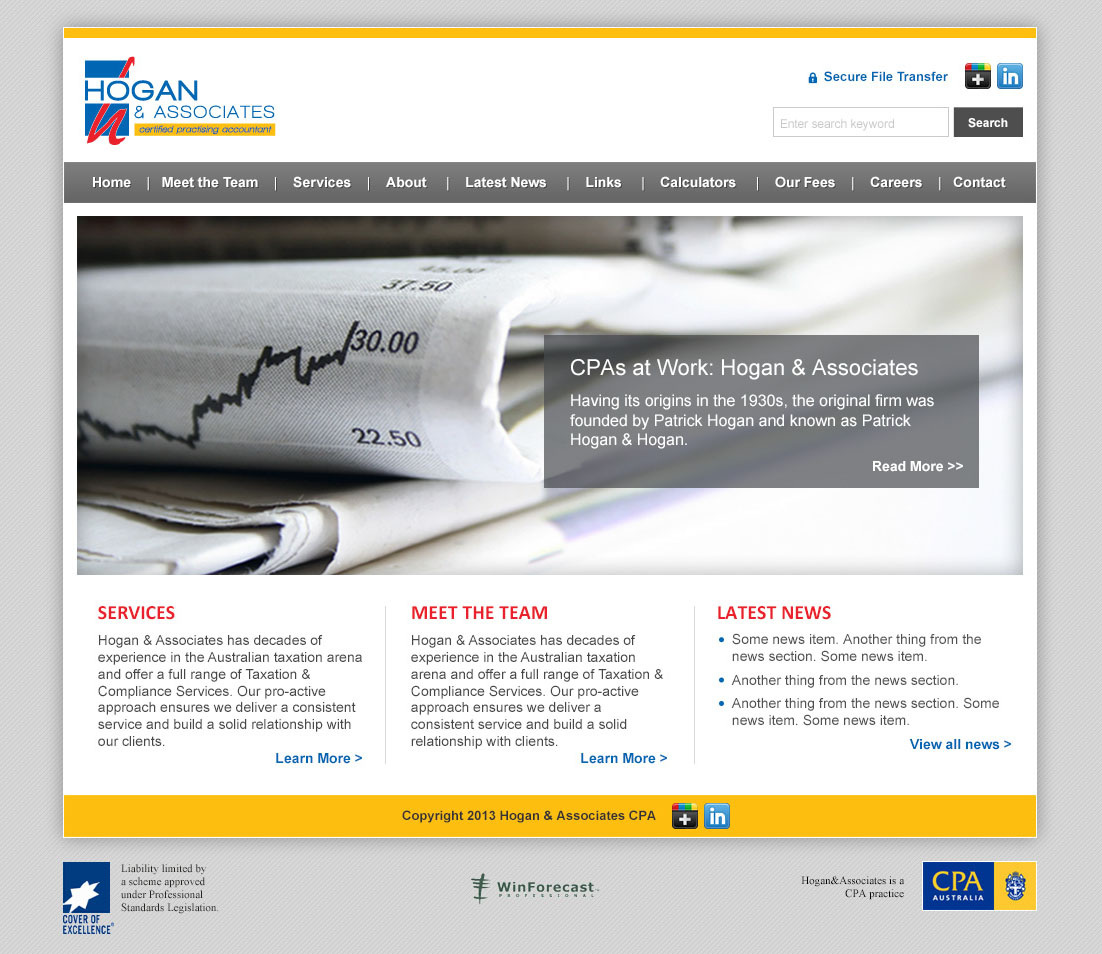 HOGAN
& ASSOCIATES
certified practising accountant
Secure File Transfer
in
Enter search keyword
Search
Home | Meet the Team | Services | About | Latest News | Links | Calculators | Our Fees | Careers | Contact
45.00
37.50
30.00
22.50
CPAs at Work: Hogan & Associates
Having its origins in the 1930s, the original firm was
founded by Patrick Hogan and known as Patrick
Hogan & Hogan.
Read More >>
SERVICES
Hogan & Associates has decades of
experience in the Australian taxation arena
and offer a full range of Taxation &
Compliance Services. Our pro-active
approach ensures we deliver a consistent
service and build a solid relationship with
our clients.
Learn More >
MEET THE TEAM
Hogan & Associates has decades of
experience in the Australian taxation
arena and offer a full range of Taxation &
Compliance Services. Our pro-active
approach ensures we deliver a
consistent service and build a solid
relationship with clients.
Learn More >
LATEST NEWS
Some news item. Another thing from the
news section. Some news item.
Another thing from the news section.
Another thing from the news section. Some
news item. Some news item.
View all news >
Copyright 2013 Hogan & Associates CPA
in
COVER OF
EXCELLENCE®
Liability limited by
a scheme approved
under Professional
Standards Legislation.
WinForecast™
PROFESSIONAL
Hogan&Associates is a
CPA practice
CPA
AUSTRALIA